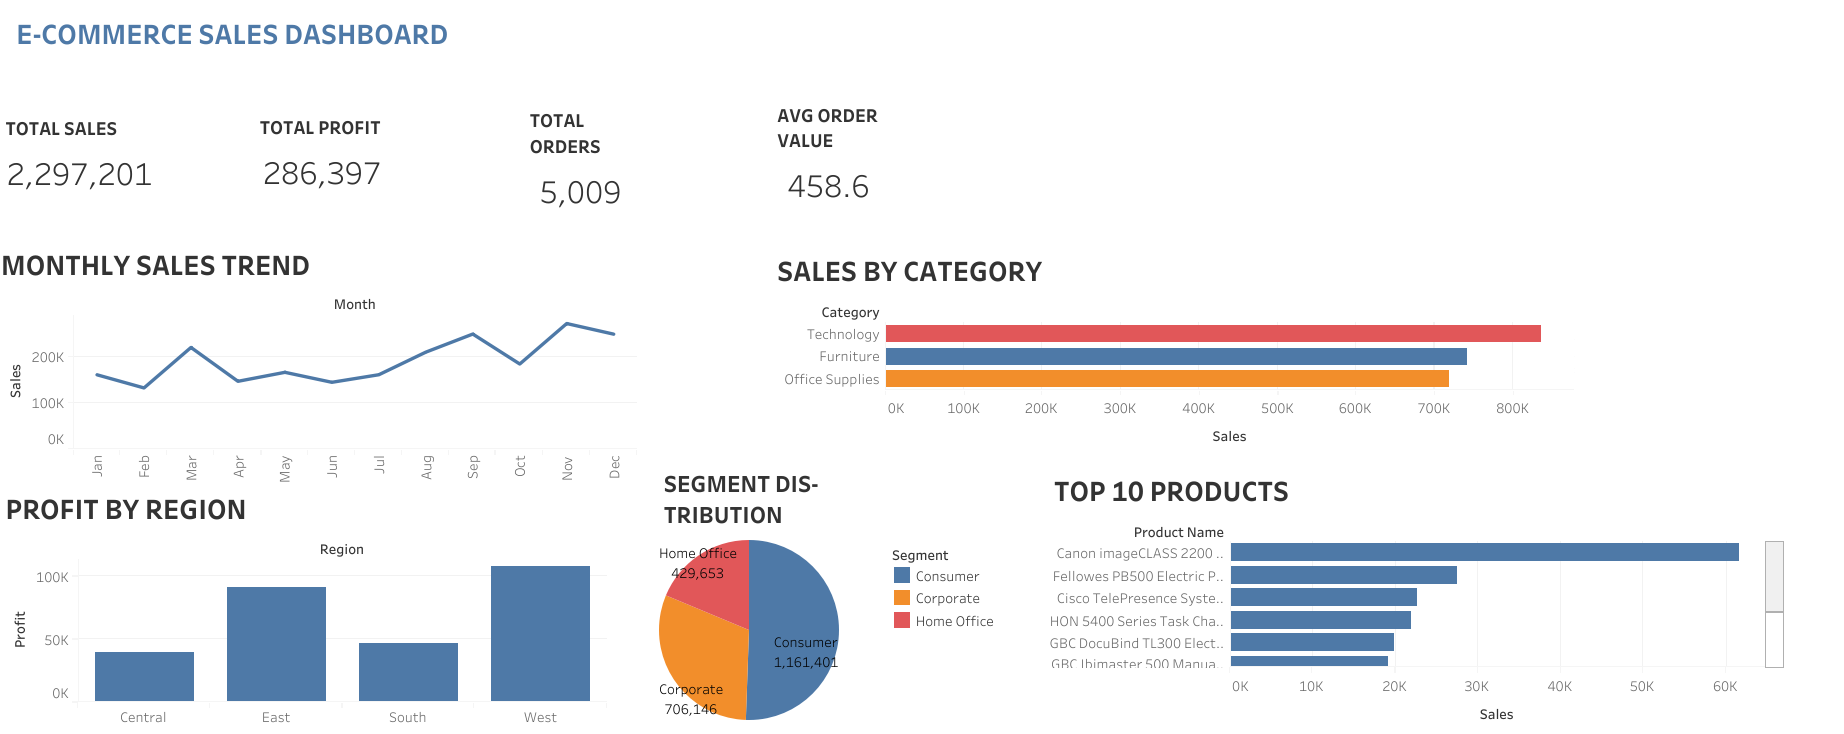 E-COMMERCE SALES DASHBOARD
TOTAL SALES
2,297,201
TOTAL PROFIT
286,397
TOTAL
ORDERS
5,009
AVG ORDER
VALUE
458.6
MONTHLY SALES TREND
Month
Sales
200K
100K
0K
Jan
Feb
Mar
Apr
May
Jun
Jul
Aug
Sep
Oct
Nov
Dec
SALES BY CATEGORY
Category
Technology
Furniture
Office Supplies
0K 100K 200K 300K 400K 500K 600K 700K 800K
Sales
PROFIT BY REGION
Region
Profit
100K
50K
0K
Central East South West
SEGMENT DIS-
TRIBUTION
Home Office
429,653
Consumer
1,161,401
Corporate
706,146
Segment
Consumer
Corporate
Home Office
TOP 10 PRODUCTS
Product Name
Canon imageCLASS 2200 ..
Fellowes PB500 Electric P..
Cisco TelePresence Syste..
HON 5400 Series Task Cha..
GBC DocuBind TL300 Elect..
GBC Ibimaster 500 Manua..
0K 10K 20K 30K 40K 50K 60K
Sales